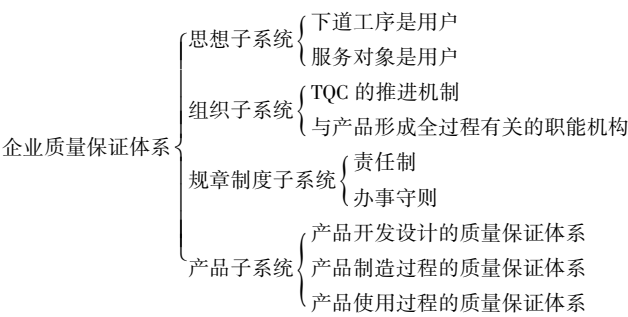 下道工序是用户
思想子系统
服务对象是用户
TQC 的推进机制
组织子系统
与产品形成全过程有关的职能机构
企业质量保证体系
责任制
规章制度子系统
办事守则
产品开发设计的质量保证体系
产品子系统
产品制造过程的质量保证体系
产品使用过程的质量保证体系